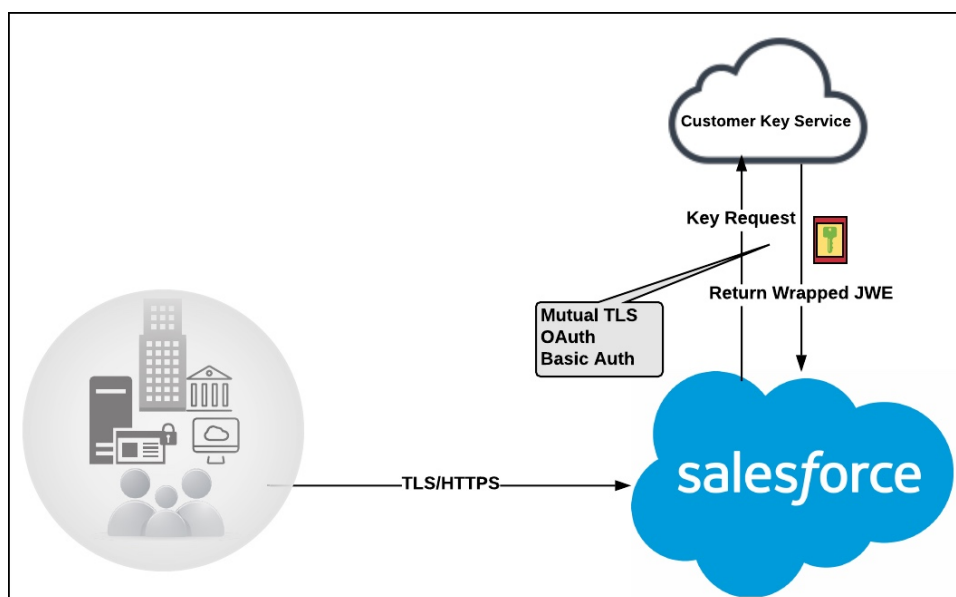 Customer Key Service
Key Request
Return Wrapped JWE
Mutual TLS
OAuth
Basic Auth
TLS/HTTPS
salesforce